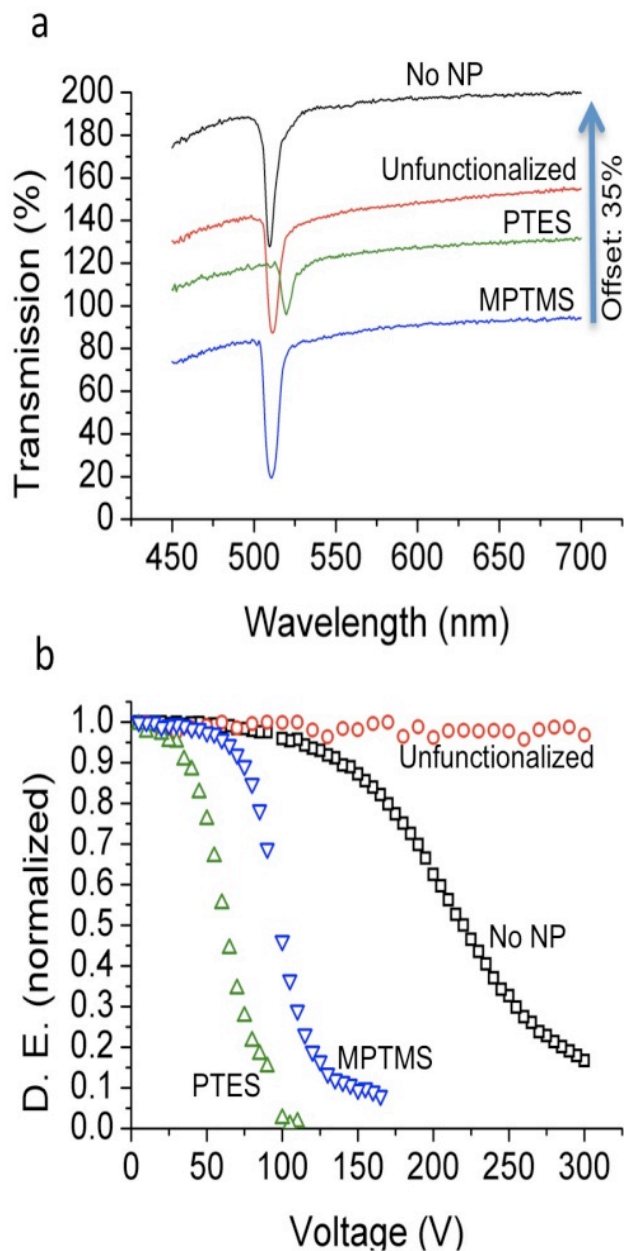 a
No NP
200
180
Unfunctionalized
160
140
PTES
120
100
MPTMS
80
60
40
20
0
Transmission (%)
Offset: 35%
450 500 550 600 650 700
Wavelength (nm)
b
1.0
0.9
0.8
0.7
0.6
0.5
0.4
0.3
0.2
0.1
0.0
D. E. (normalized)
Unfunctionalized
No NP
MPTMS
PTES
0 50 100 150 200 250 300
Voltage (V)